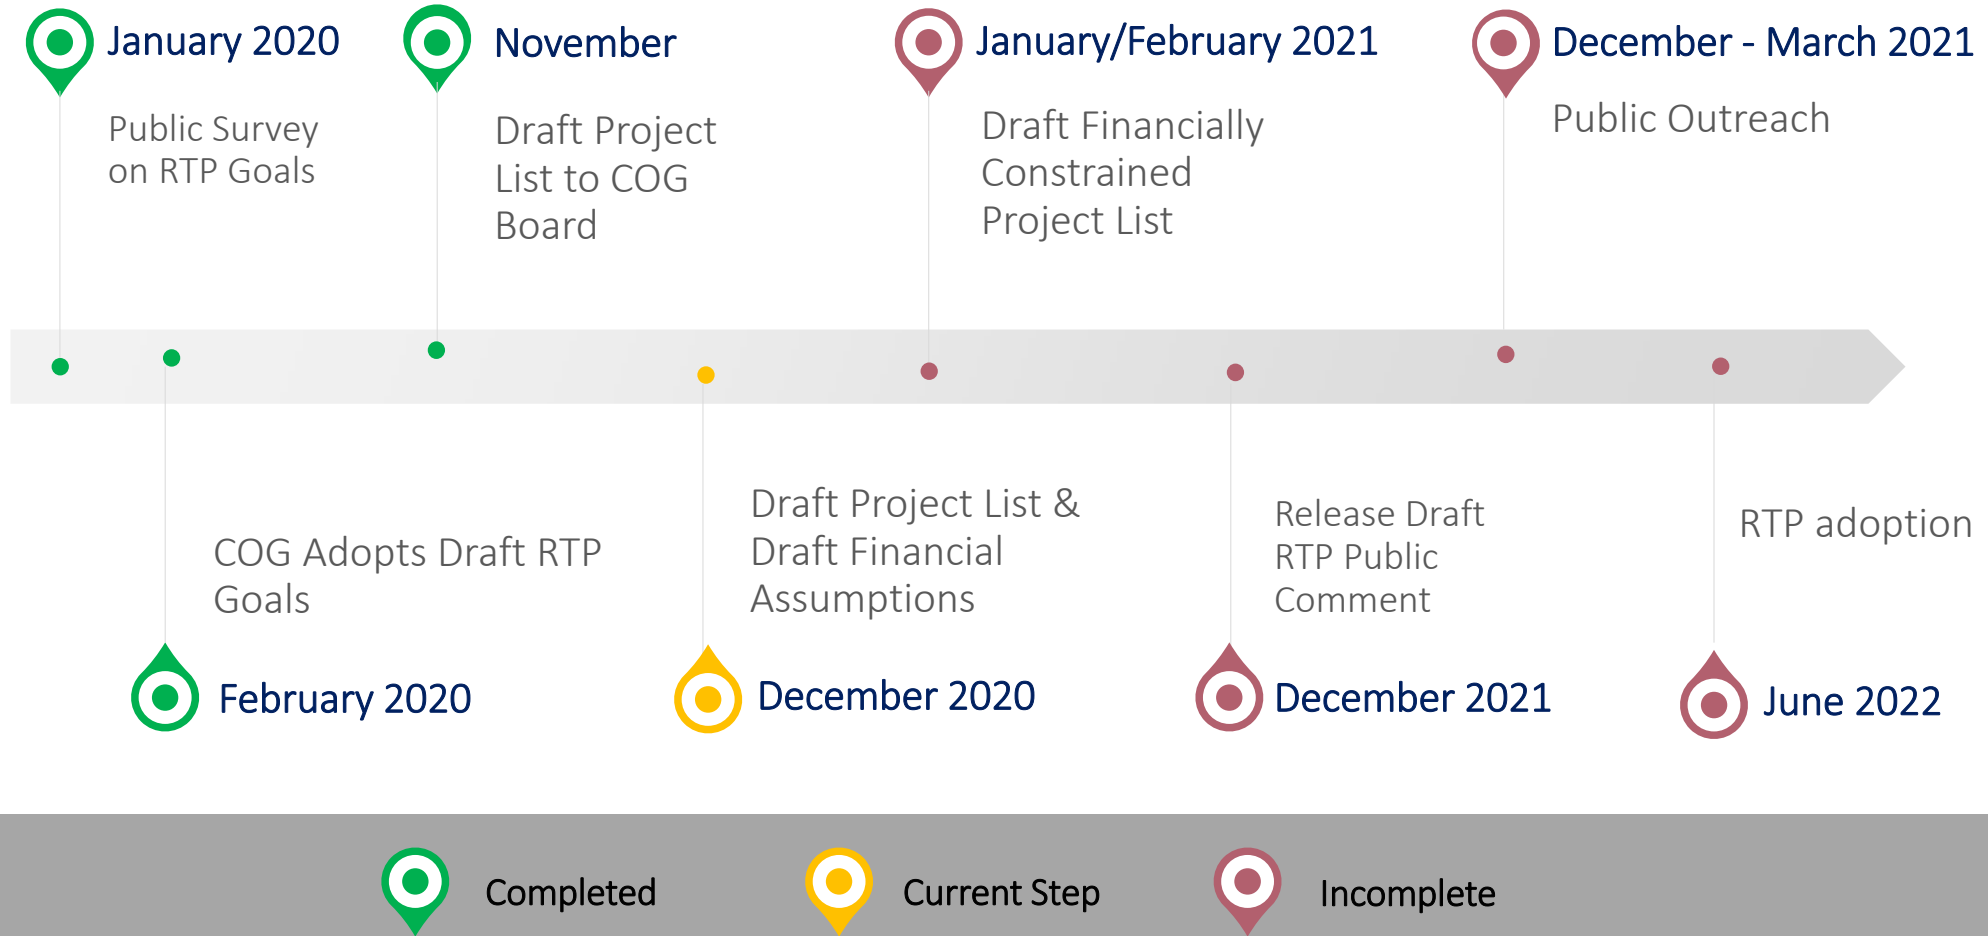 January 2020
Public Survey
on RTP Goals
November
Draft Project
List to COG
Board
January/February 2021
Draft Financially
Constrained
Project List
December - March 2021
Public Outreach
COG Adopts Draft RTP
Goals
February 2020
Draft Project List &
Draft Financial
Assumptions
December 2020
Release Draft
RTP Public
Comment
December 2021
RTP adoption
June 2022
Completed
Current Step
Incomplete